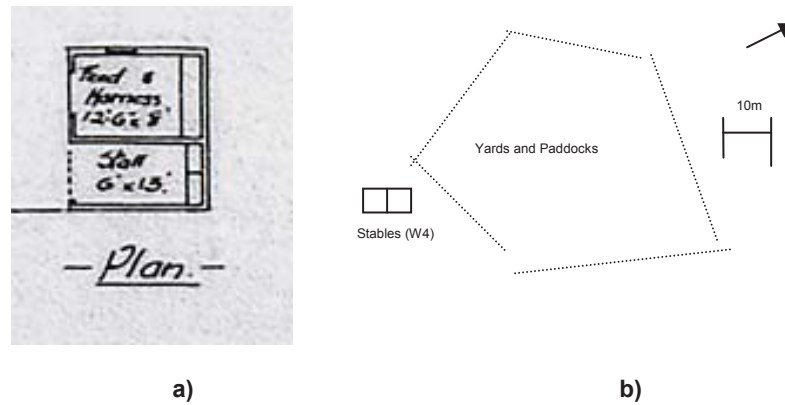 Feed &
Harness
12'·6"x 8'
Stall
6' x 13'
— Plan. —
a)
10m
Yards and Paddocks
Stables (W4)
b)